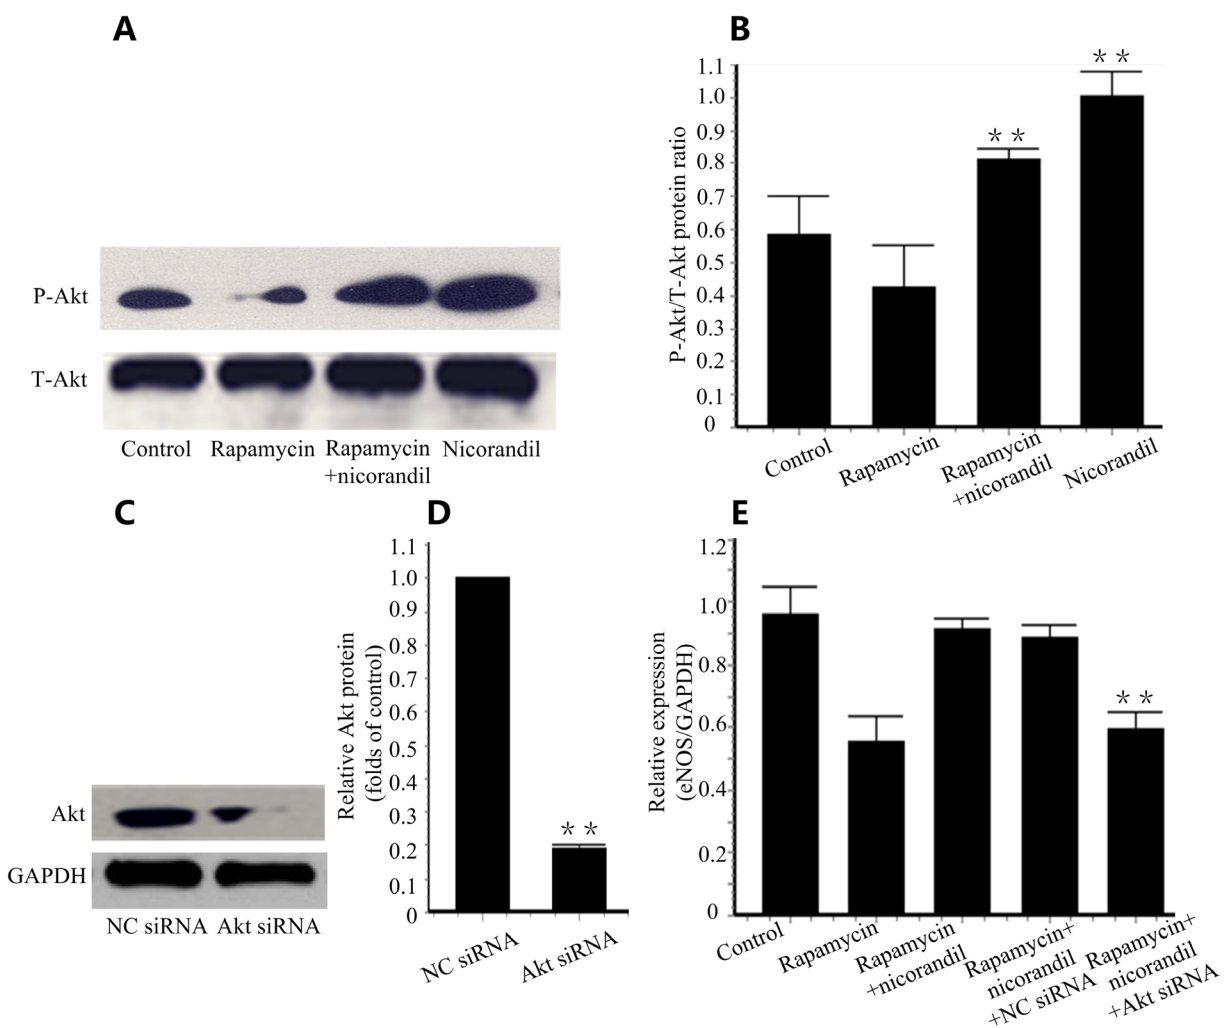 A
P-Akt
T-Akt
Control Rapamycin Rapamycin Nicorandil
+nicorandil
B
P-Akt/T-Akt protein ratio
1.1
1.0
0.9
0.8
0.7
0.6
0.5
0.4
0.3
0.2
0.1
0
* *
* *
Control
Rapamycin
Rapamycin
+nicorandil
Nicorandil
C
Akt
GAPDH
NC siRNA Akt siRNA
D
Relative Akt protein
(folds of control)
1.1
1.0
0.9
0.8
0.7
0.6
0.5
0.4
0.3
0.2
0.1
0
* *
NC siRNA
Akt siRNA
E
Relative expression
(eNOS/GAPDH)
1.2
1.0
0.8
0.6
0.4
0.2
0
* *
Control
Rapamycin
Rapamycin
+nicorandil
Rapamycin+
nicorandil
+NC siRNA
Rapamycin+
nicorandil
+Akt siRNA